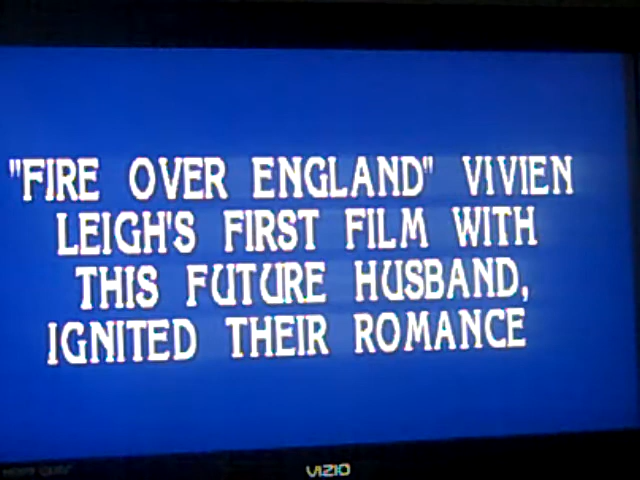 "FIRE OVER ENGLAND" VIVIEN
LEIGH'S FIRST FILM WITH
THIS FUTURE HUSBAND,
IGNITED THEIR ROMANCE
VIZIO